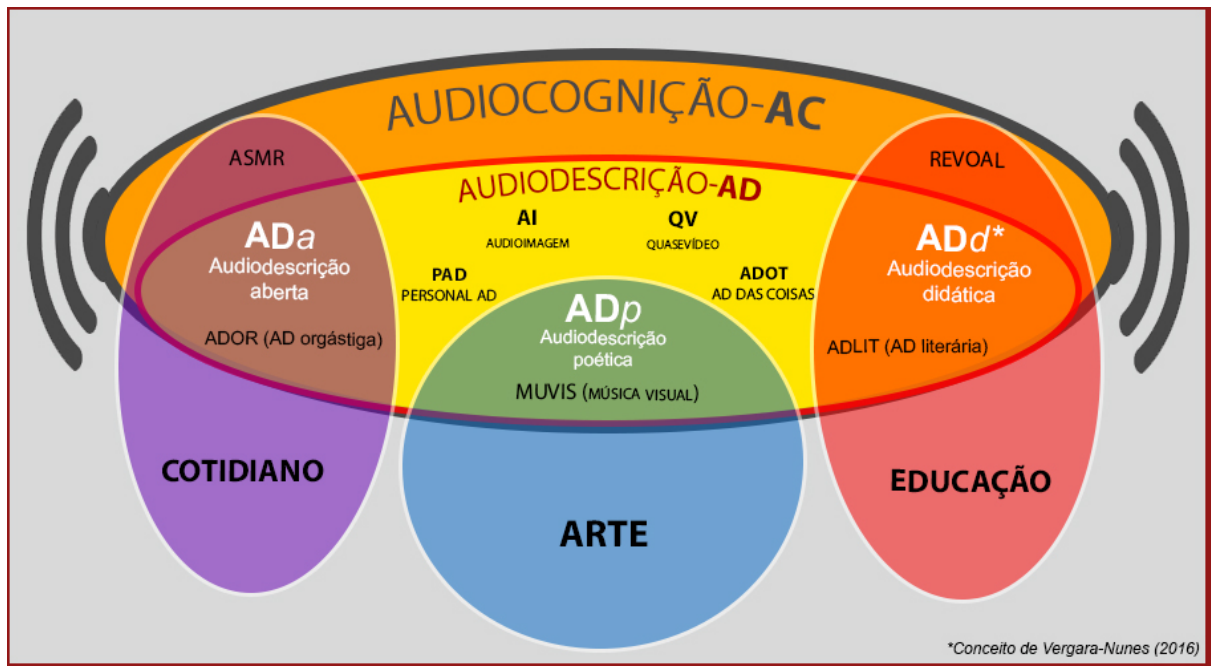 AUDIOCOGNIÇÃO-AC
ASMR
REVOAL
AUDIODESCRIÇÃO-AD
AI
AUDIOIMAGEM
QV
QUASEVÍDEO
ADa
Audiodescrição
aberta
ADd*
Audiodescrição
didática
PAD
PERSONAL AD
ADOT
AD DAS COISAS
ADp
Audiodescrição
poética
ADOR (AD orgástiga)
ADLIT (AD literária)
MUVIS (MÚSICA VISUAL)
COTIDIANO
EDUCAÇÃO
ARTE
*Conceito de Vergara-Nunes (2016)